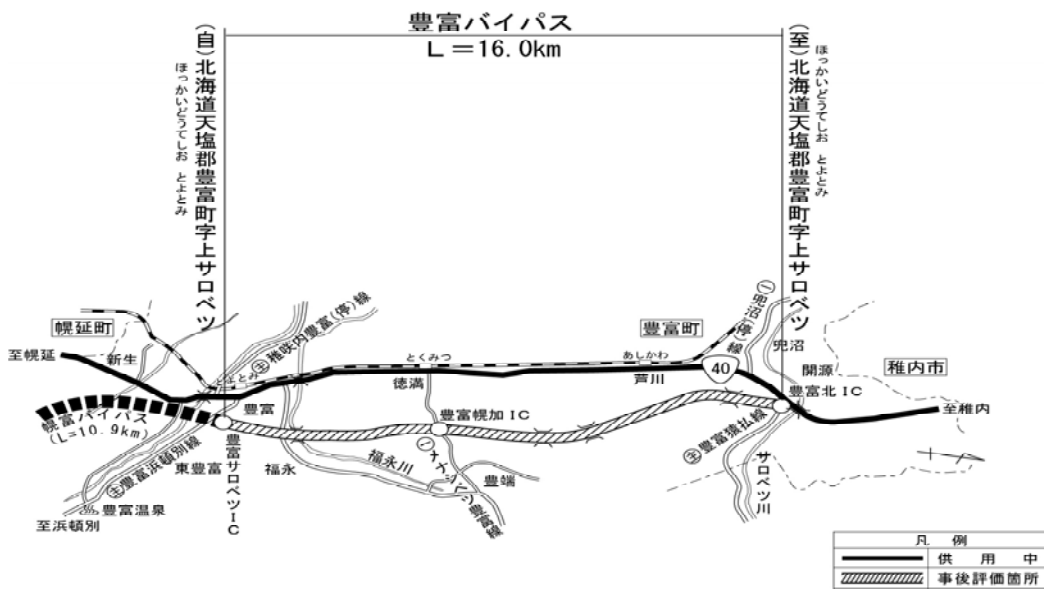 豊富バイパス
L=16.0km
(自)北海道天塩郡豊富町字上サロベツ
ほっかいどうてしお とよとみ
(至)北海道天塩郡豊富町字上サロベツ
ほっかいどうてしお とよとみ
幌延町
至幌延
新生
幌富バイパス
(L=10.9km)
とよとみ
豊富
主 稚咲内豊富(停)線
主 豊富浜頓別線
東豊富
豊富温泉
至浜頓別
豊富サロベツIC
福永
福永川
とくみつ
徳満
豊富幌加IC
一 メナシベツ豊富線
豊端
あしかわ
芦川
豊富町
40
一 兜沼(停)線
兜沼
開源
豊富北IC
主 豊富猿払線
サロベツ川
稚内市
至稚内
凡 例
供 用 中
事後評価箇所